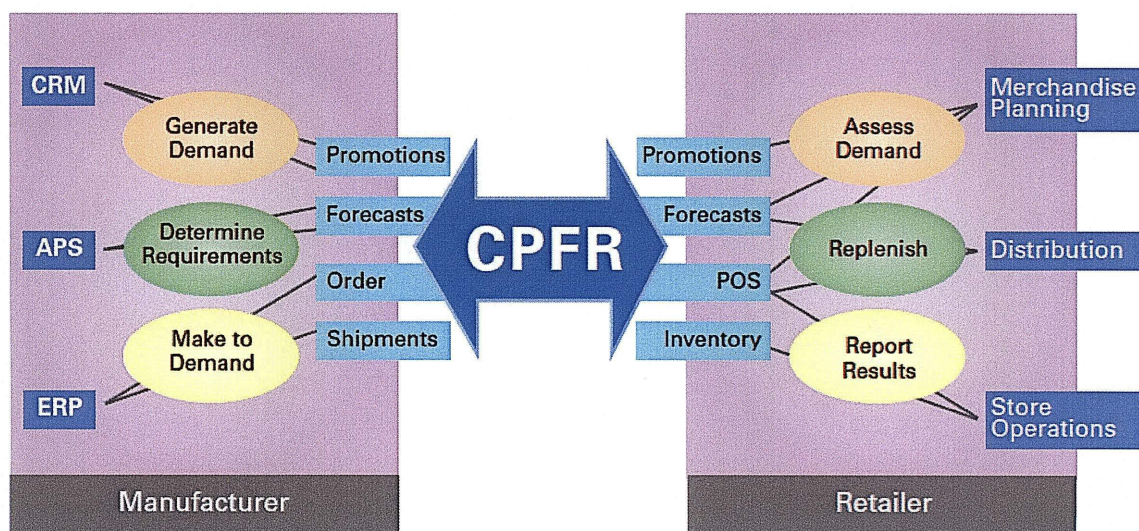 CRM
Generate
Demand
Promotions
APS
Determine
Requirements
Forecasts
Order
Make to
Demand
Shipments
ERP
Manufacturer
CPFR
Promotions
Assess
Demand
Merchandise
Planning
Forecasts
Replenish
Distribution
POS
Inventory
Report
Results
Store
Operations
Retailer